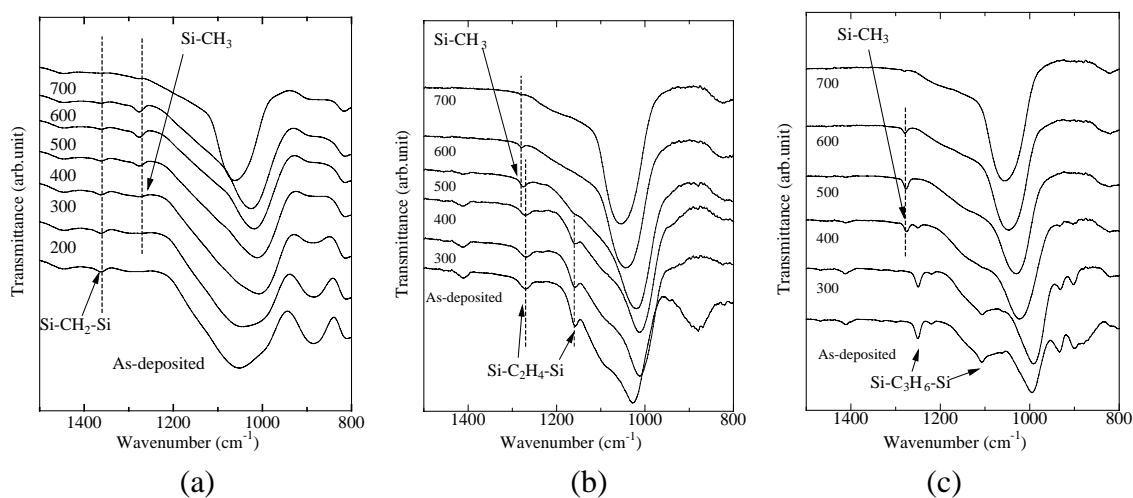 Si-CH3
700
600
500
400
300
200
Si-CH2-Si
As-deposited
Transmittance (arb.unit)
1400 1200 1000 800
Wavenumber (cm-1)
(a)
Si-CH3
700
600
500
400
300
As-deposited
Si-C2H4-Si
Transmittance (arb.unit)
1400 1200 1000 800
Wavenumber (cm-1)
(b)
Si-CH3
700
600
500
400
300
As-deposited
Si-C3H6-Si
Transmittance (arb.unit)
1400 1200 1000 800
Wavenumber (cm-1)
(c)